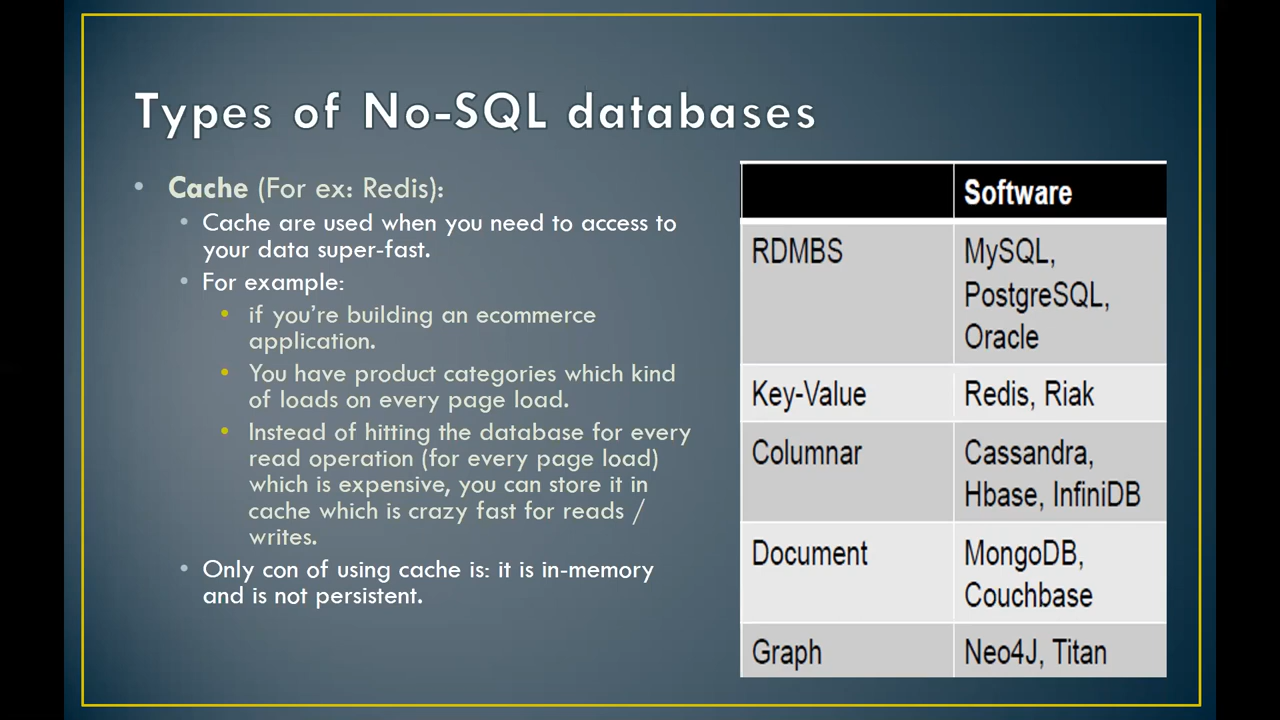 Types of No-SQL databases
• Cache (For ex: Redis):
• Cache are used when you need to access to
your data super-fast.
• For example:
• if you’re building an ecommerce
application.
• You have product categories which kind
of loads on every page load.
• Instead of hitting the database for every
read operation (for every page load)
which is expensive, you can store it in
cache which is crazy fast for reads /
writes.
• Only con of using cache is: it is in-memory
and is not persistent.
Software
RDMBS MySQL,
PostgreSQL,
Oracle
Key-Value Redis, Riak
Columnar Cassandra,
Hbase, InfiniDB
Document MongoDB,
Couchbase
Graph Neo4J, Titan